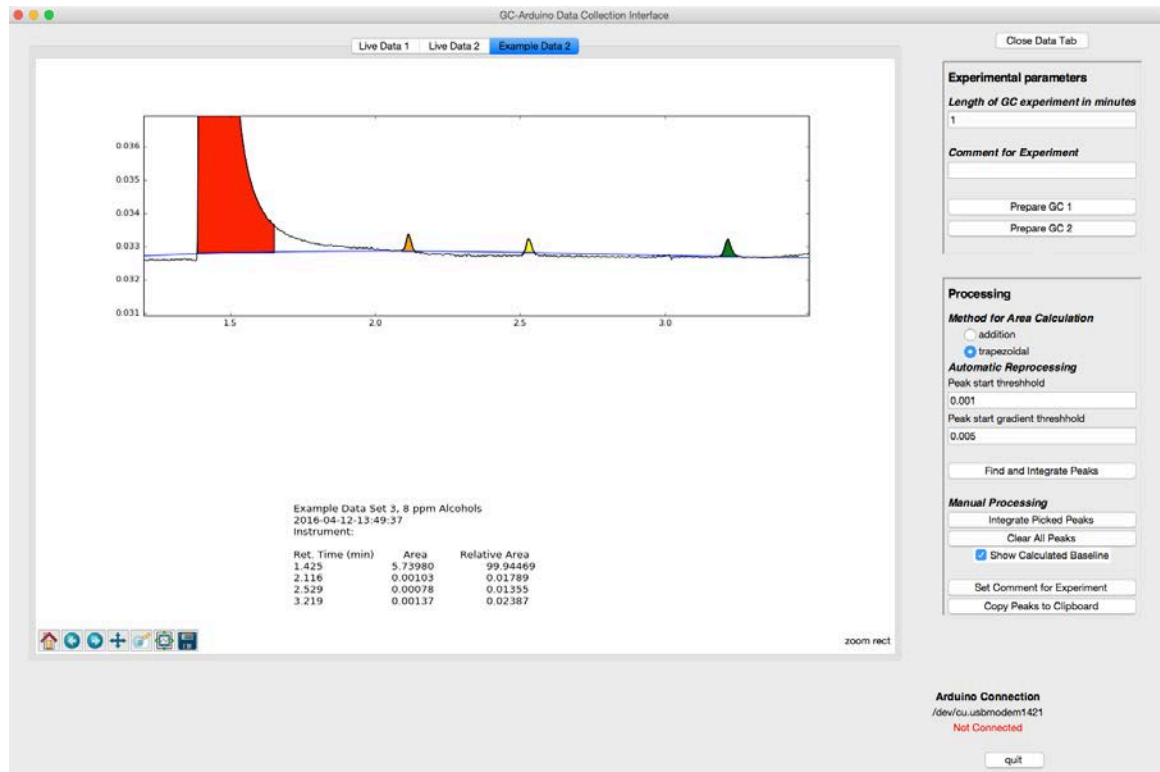 GC-Arduino Data Collection Interface
Live Data 1 Live Data 2 Example Data 2
0.036
0.035
0.034
0.033
0.032
0.031
1.5 2.0 2.5 3.0
Example Data Set 3, 8 ppm Alcohols
2016-04-12-13:49:37
Instrument:
Ret. Time (min) Area Relative Area
1.425 5.73980 99.94469
2.116 0.00103 0.01789
2.529 0.00078 0.01355
3.219 0.00137 0.02387
zoom rect
Close Data Tab
Experimental parameters
Length of GC experiment in minutes
1
Comment for Experiment
Prepare GC 1
Prepare GC 2
Processing
Method for Area Calculation
addition
trapezoidal
Automatic Reprocessing
Peak start threshhold
0.001
Peak start gradient threshhold
0.005
Find and Integrate Peaks
Manual Processing
Integrate Picked Peaks
Clear All Peaks
Show Calculated Baseline
Set Comment for Experiment
Copy Peaks to Clipboard
Arduino Connection
/dev/cu.usbmodem1421
Not Connected
quit